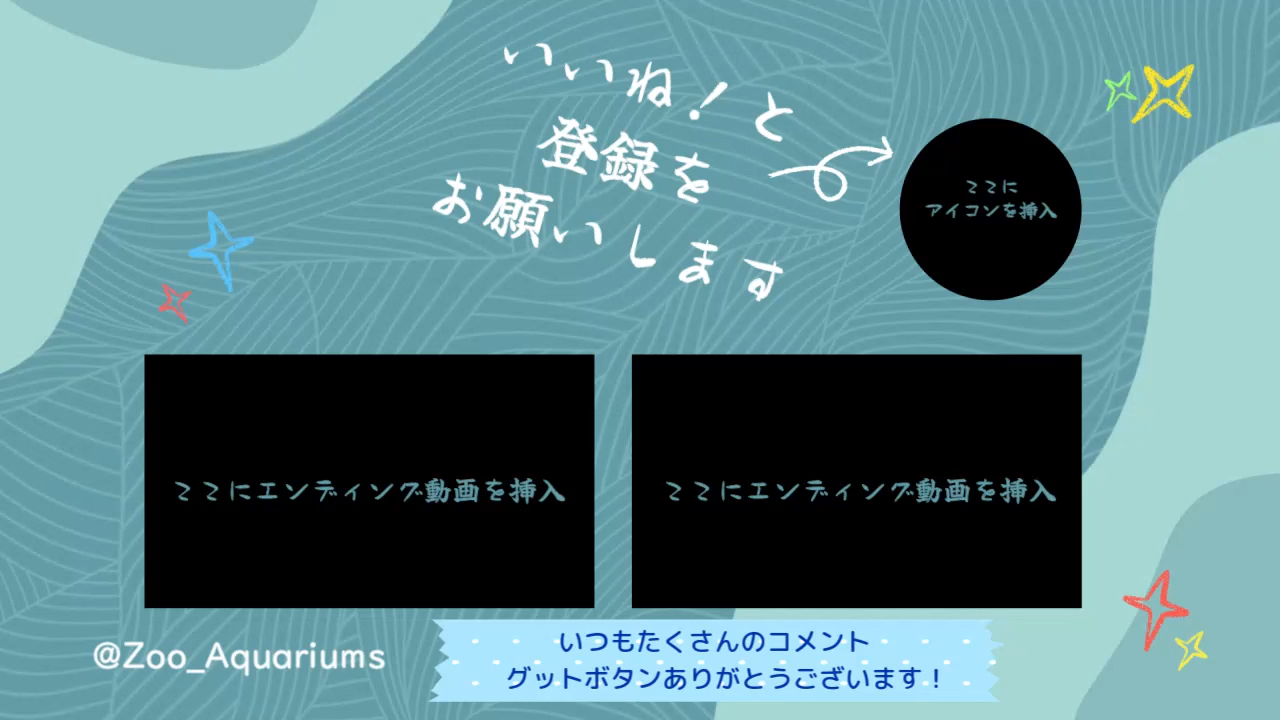 いいね！と
登録を
お願いします
ここに
アイコンを挿入
ここにエンディング動画を挿入
ここにエンディング動画を挿入
@Zoo_Aquariums
いつもたくさんのコメント
グットボタンありがとうございます！